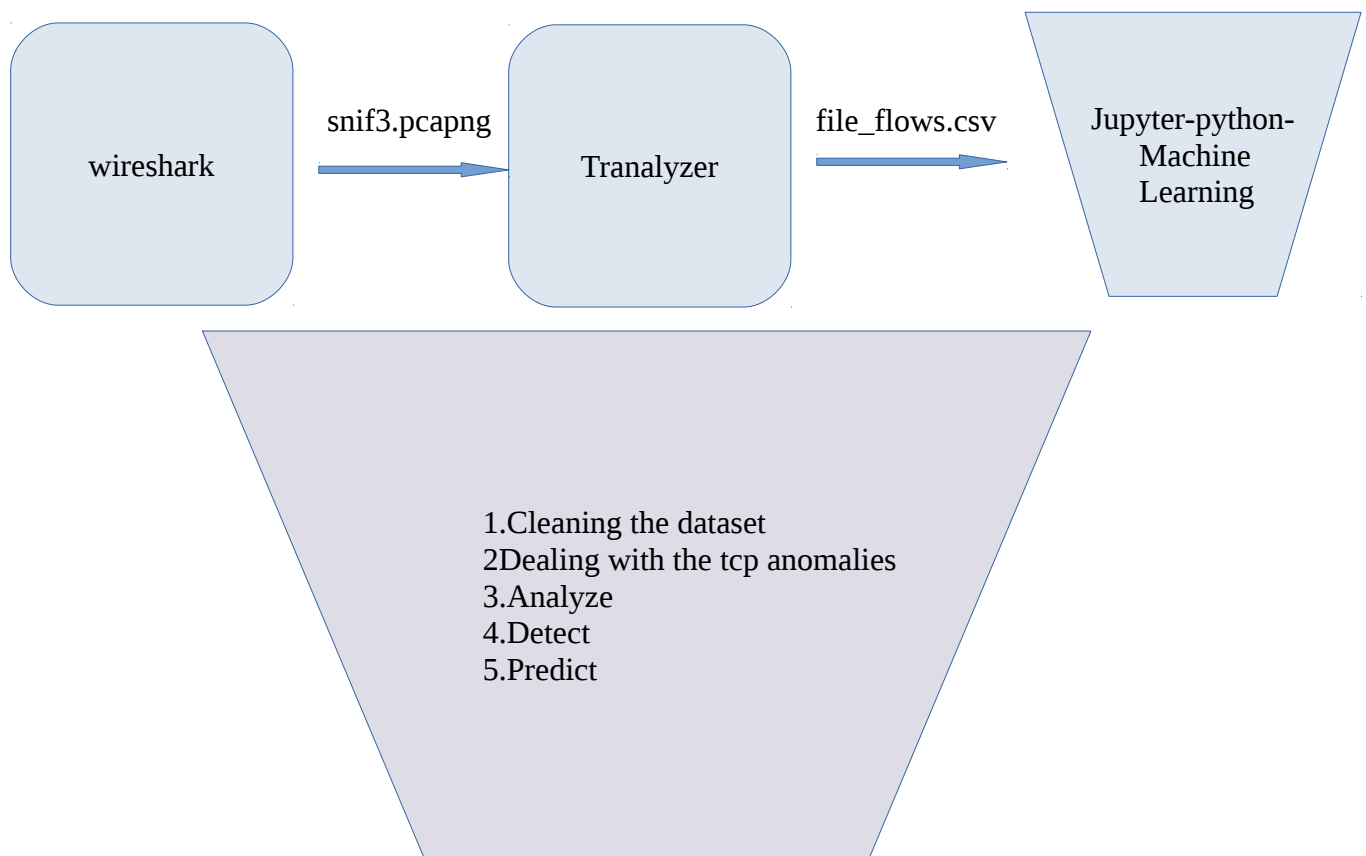 wireshark
snif3.pcapng
Tranalyzer
file_flows.csv
Jupyter-python-
Machine
Learning
1.Cleaning the dataset
2Dealing with the tcp anomalies
3.Analyze
4.Detect
5.Predict